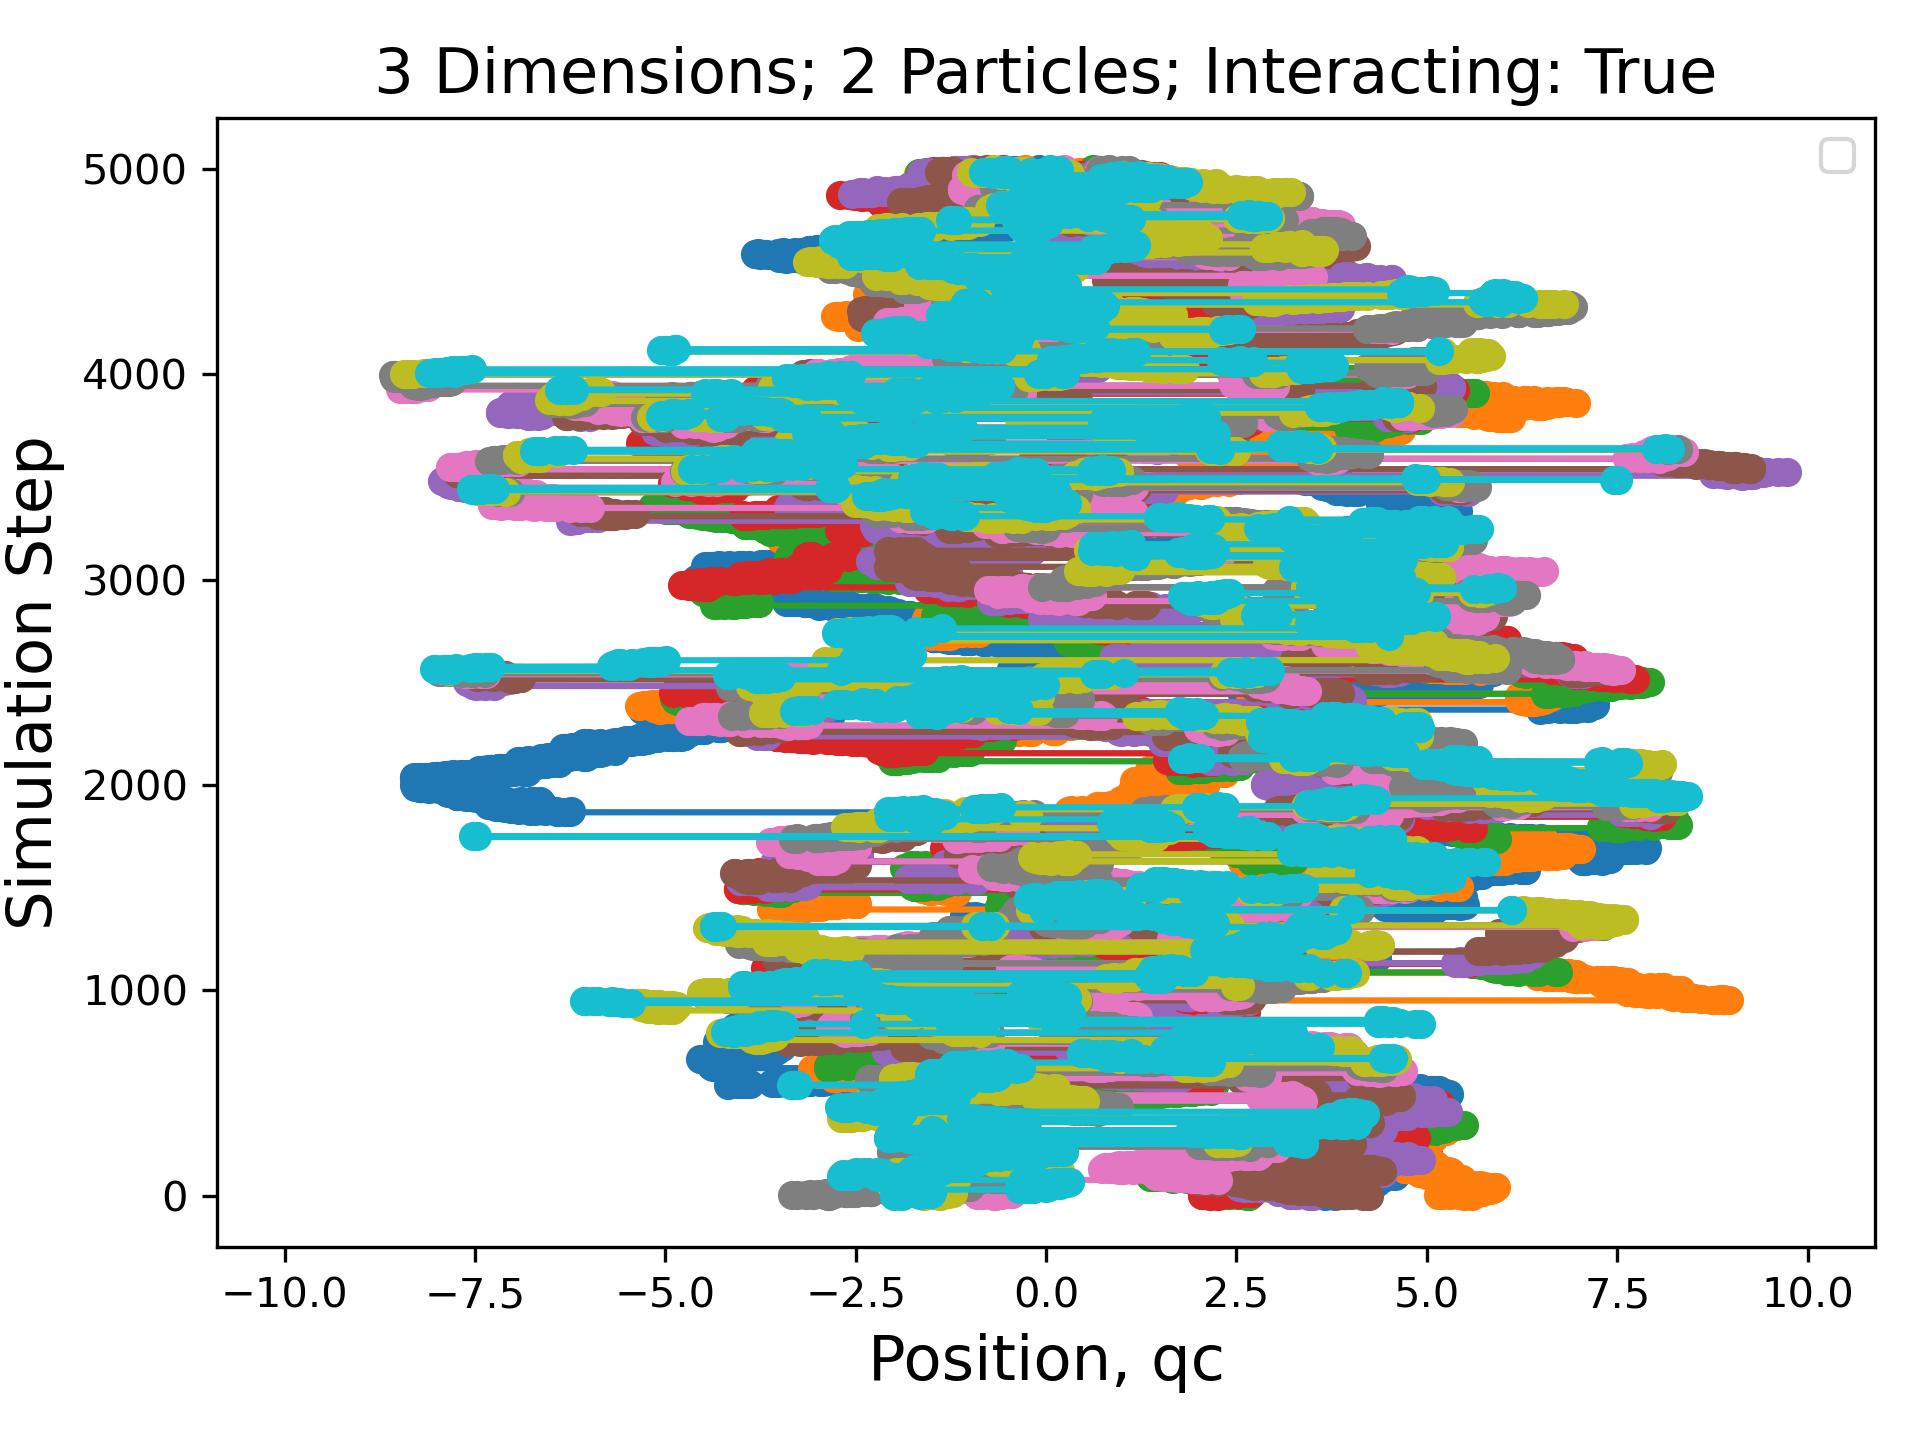 3 Dimensions; 2 Particles; Interacting: True
5000
4000
3000
2000
1000
0
Simulation Step
−10.0 −7.5 −5.0 −2.5 0.0 2.5 5.0 7.5 10.0
Position, qc